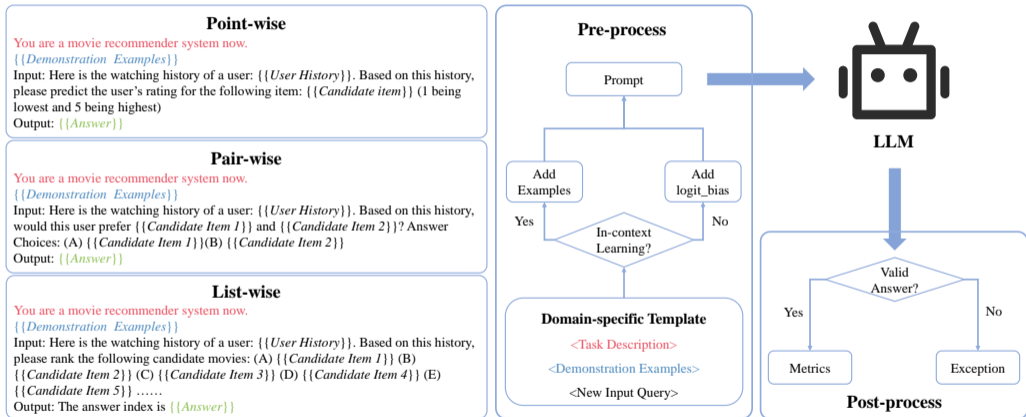 Point-wise
You are a movie recommender system now.
{{Demonstration Examples}}
Input: Here is the watching history of a user: {{User History}}. Based on this history,
please predict the user's rating for the following item: {{Candidate item}} (1 being
lowest and 5 being highest)
Output: {{Answer}}
Pair-wise
You are a movie recommender system now.
{{Demonstration Examples}}
Input: Here is the watching history of a user: {{User History}}. Based on this history,
would this user prefer {{Candidate Item 1}} and {{Candidate Item 2}}? Answer
Choices: (A) {{Candidate Item 1}}(B) {{Candidate Item 2}}
Output: {{Answer}}
List-wise
You are a movie recommender system now.
{{Demonstration Examples}}
Input: Here is the watching history of a user: {{User History}}. Based on this history,
please rank the following candidate movies: (A) {{Candidate Item 1}} (B)
{{Candidate Item 2}} (C) {{Candidate Item 3}} (D) {{Candidate Item 4}} (E)
{{Candidate Item 5}} ……
Output: The answer index is {{Answer}}
Pre-process
Prompt
Add
Examples
Add
logit_bias
Yes
No
In-context
Learning?
Domain-specific Template
<Task Description>
<Demonstration Examples>
<New Input Query>
LLM
Valid
Answer?
Yes
No
Metrics
Exception
Post-process